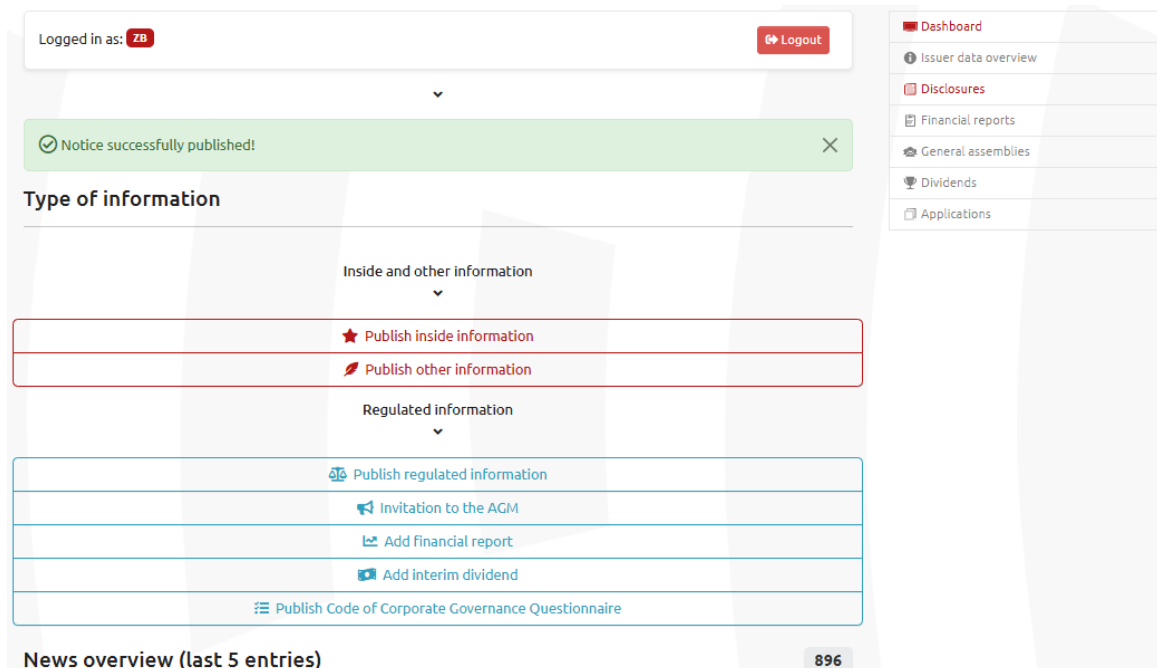 Logged in as: ZB
Logout
Notice successfully published!
Type of information
Inside and other information
Publish inside information
Publish other information
Regulated information
Publish regulated information
Invitation to the AGM
Add financial report
Add interim dividend
Publish Code of Corporate Governance Questionnaire
News overview (last 5 entries)
896
Dashboard
Issuer data overview
Disclosures
Financial reports
General assemblies
Dividends
Applications